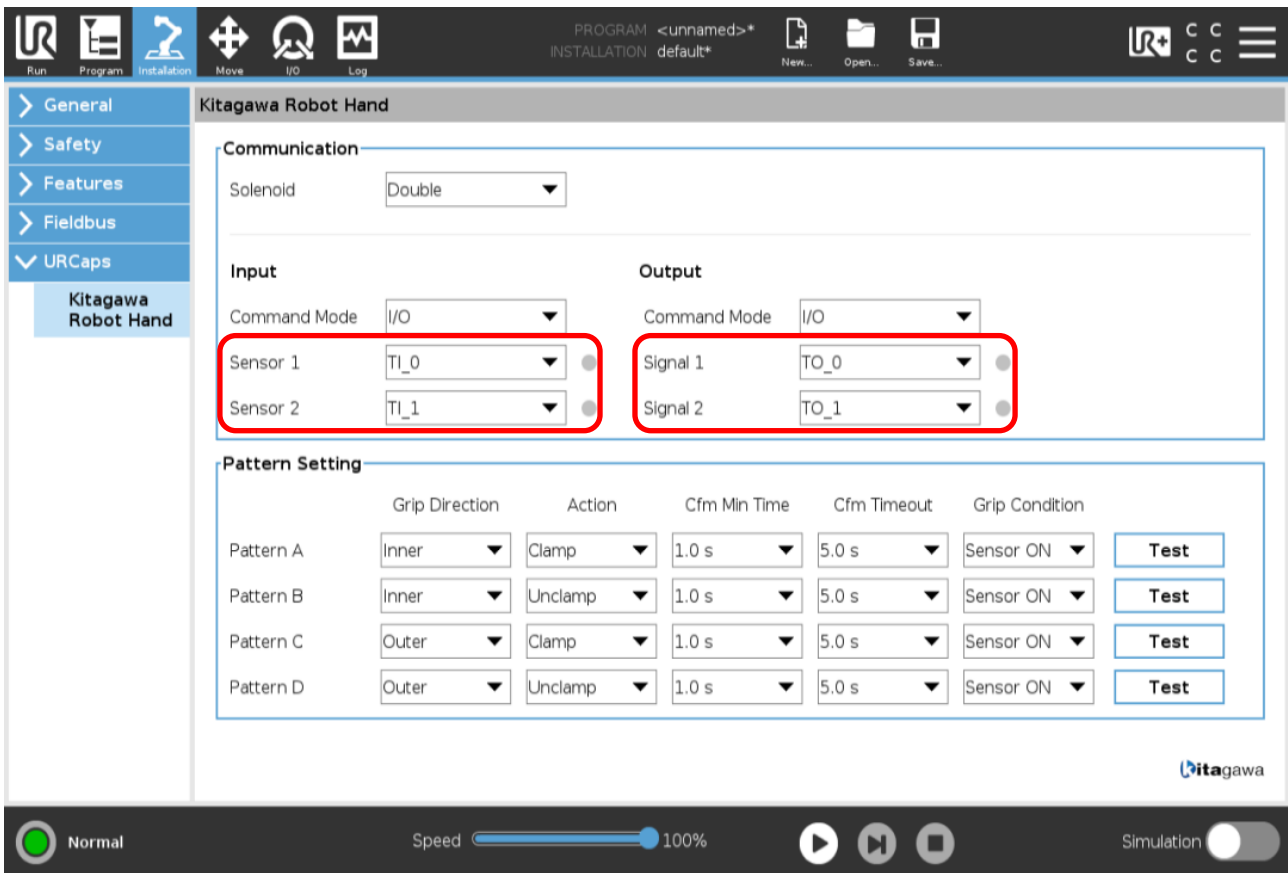 PROGRAM <unnamed>*
INSTALLATION default*
Run Program Installation Move I/O Log New... Open... Save...
UR+ C C
C C
General
Safety
Features
Fieldbus
URCaps
Kitagawa
Robot Hand
Kitagawa Robot Hand
Communication
Solenoid Double
Input Output
Command Mode I/O Command Mode I/O
Sensor 1 TI_0 Signal 1 TO_0
Sensor 2 TI_1 Signal 2 TO_1
Pattern Setting
Grip Direction Action Cfm Min Time Cfm Timeout Grip Condition
Pattern A Inner Clamp 1.0 s 5.0 s Sensor ON Test
Pattern B Inner Unclamp 1.0 s 5.0 s Sensor ON Test
Pattern C Outer Clamp 1.0 s 5.0 s Sensor ON Test
Pattern D Outer Unclamp 1.0 s 5.0 s Sensor ON Test
Kitagawa
Normal Speed 100% Simulation